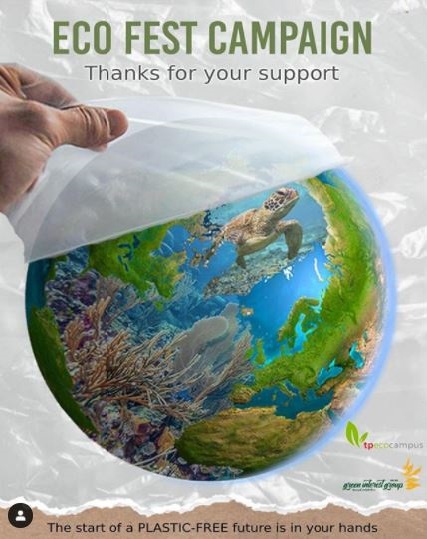 ECO FEST CAMPAIGN
Thanks for your support
tpecocampus
green interest group
The start of a PLASTIC-FREE future is in your hands